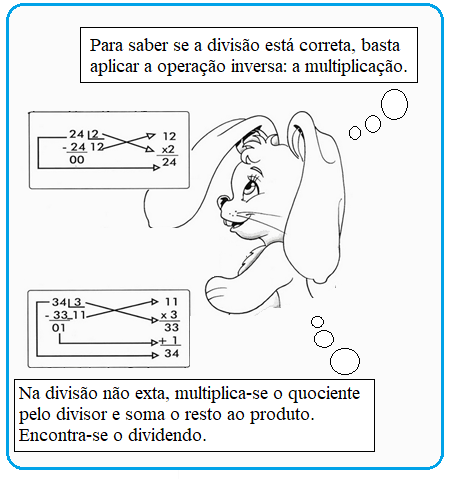 Para saber se a divisão está correta, basta
aplicar a operação inversa: a multiplicação.
24 2 12
- 24 12 x2
00 24
34 3 11
- 33 11 x 3
01 33
+ 1
34
Na divisão não exta, multiplica-se o quociente
pelo divisor e soma o resto ao produto.
Encontra-se o dividendo.